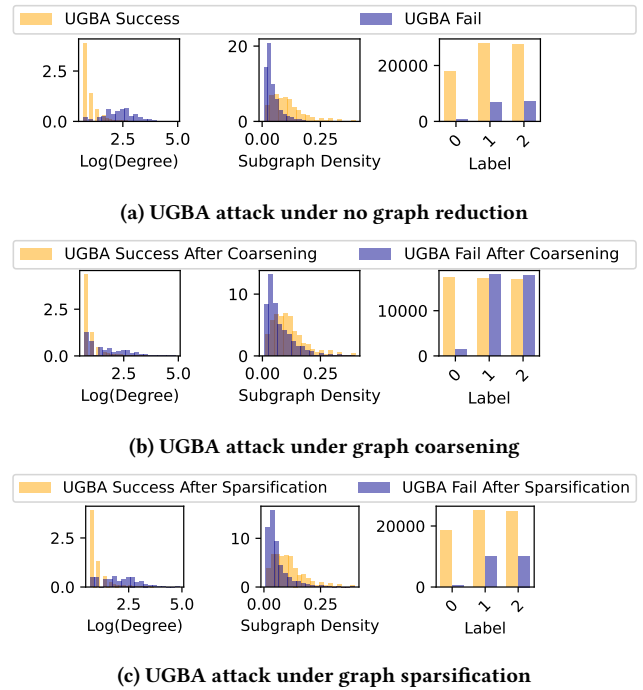 UGBA Success UGBA Fail
5.0 2.5 0.0
2.5 5.0
Log(Degree)
20 10 0
0.00 0.25
Subgraph Density
20000 0
0 1 2
Label
(a) UGBA attack under no graph reduction
UGBA Success After Coarsening UGBA Fail After Coarsening
2.5 0.0
2.5 5.0
Log(Degree)
10 0
0.00 0.25
Subgraph Density
10000 0
0 1 2
Label
(b) UGBA attack under graph coarsening
UGBA Success After Sparsification UGBA Fail After Sparsification
2.5 0.0
2.5 5.0
Log(Degree)
10 0
0.00 0.25
Subgraph Density
20000 0
0 1 2
Label
(c) UGBA attack under graph sparsification